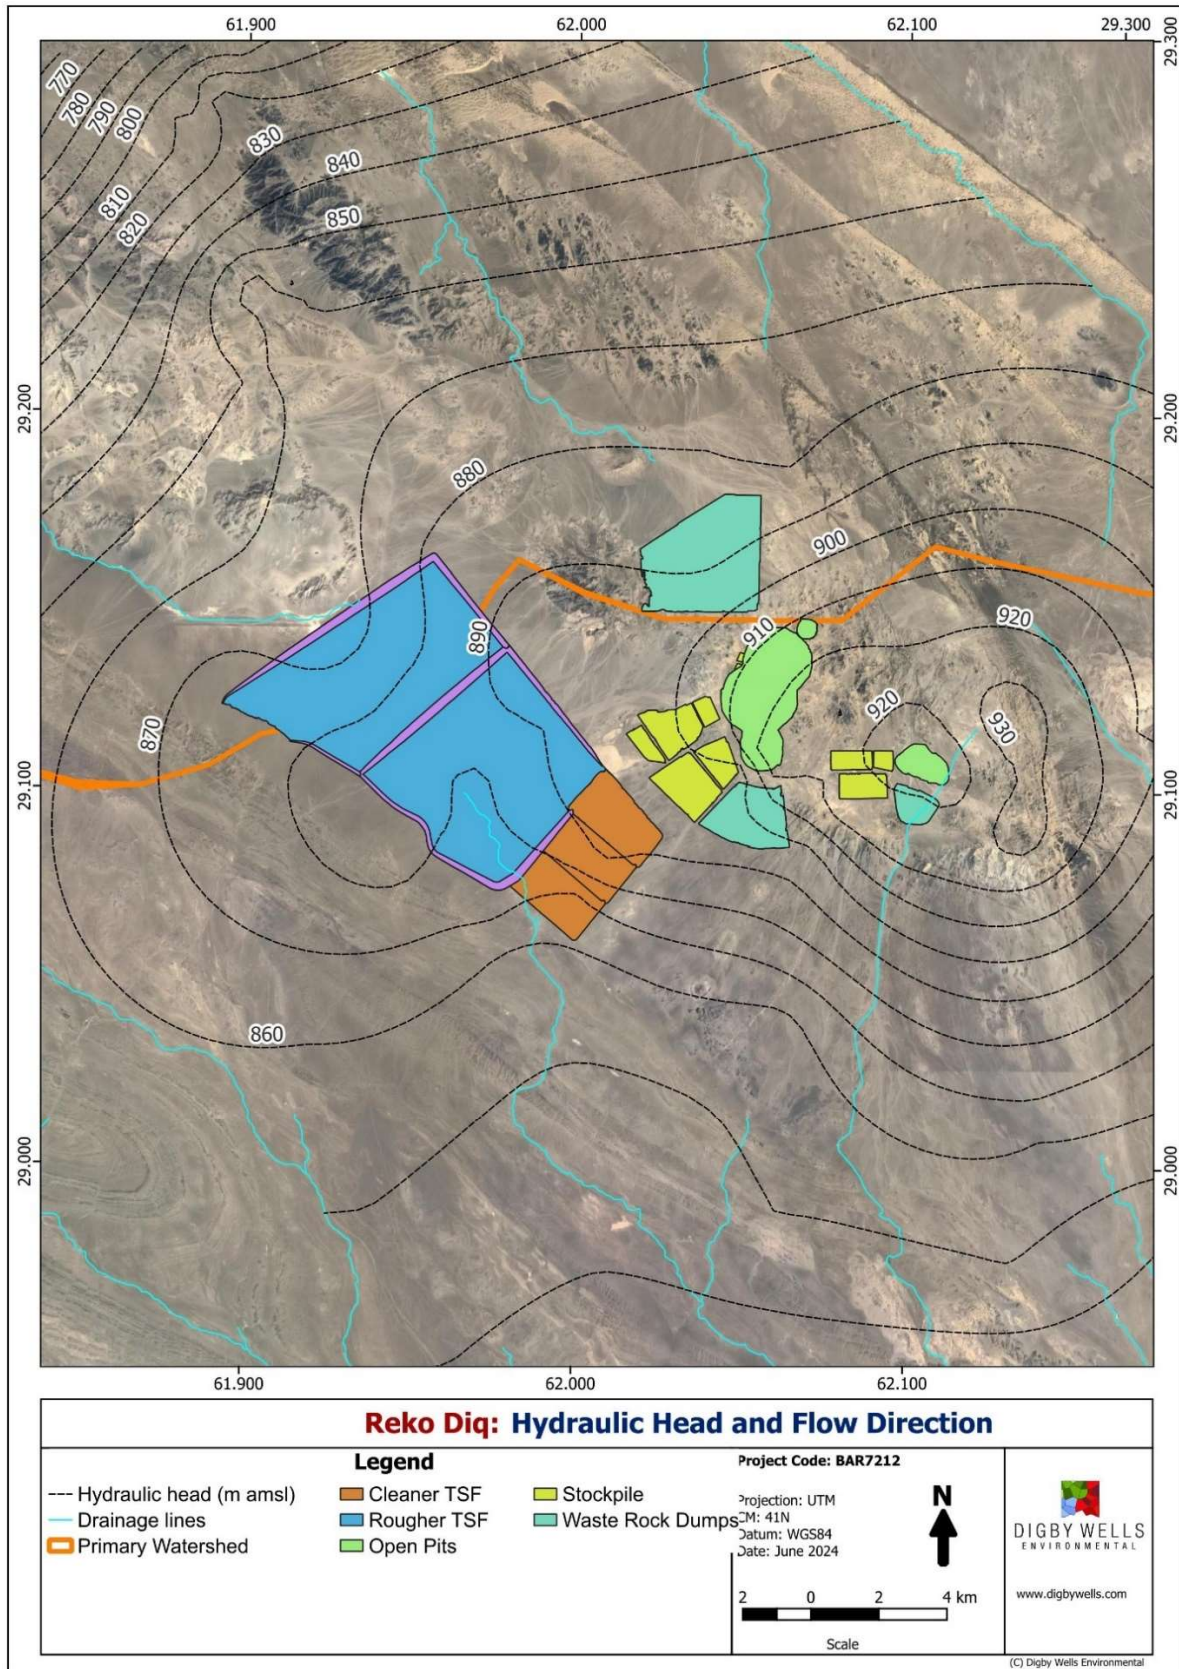 61.900 62.000 62.100 29.300
29.300
770
780
790
800
810
820
830
840
850
29.200 29.200
880
900
890
910
920
920
930
870
29.100 29.100
860
29.000 29.000
61.900 62.000 62.100
Reko Diq: Hydraulic Head and Flow Direction
Legend
Hydraulic head (m amsl)
Drainage lines
Primary Watershed
Cleaner TSF
Rougher TSF
Open Pits
Stockpile
Waste Rock Dumps
Project Code: BAR7212
Projection: UTM
CM: 41N
Datum: WGS84
Date: June 2024
N
2 0 2 4 km
Scale
DIGBY WELLS
ENVIRONMENTAL
www.digbywells.com
(C) Digby Wells Environmental